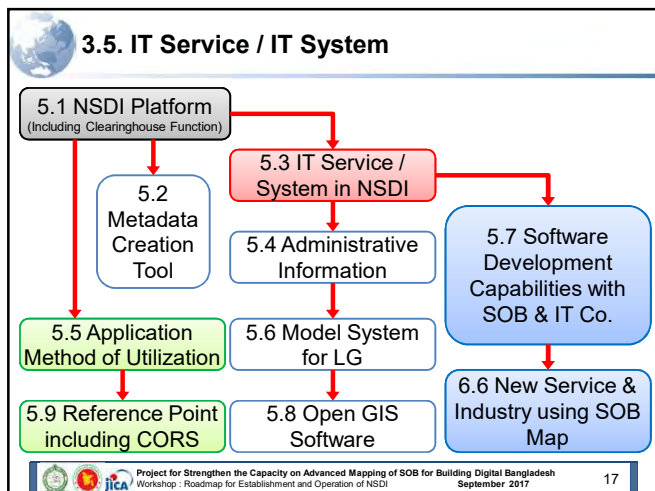 3.5. IT Service / IT System
5.1 NSDI Platform
(Including Clearinghouse Function)
5.3 IT Service /
System in NSDI
5.2
Metadata
Creation
Tool
5.4 Administrative
Information
5.7 Software
Development
Capabilities with
SOB & IT Co.
5.5 Application
Method of Utilization
5.6 Model System
for LG
5.9 Reference Point
including CORS
5.8 Open GIS
Software
6.6 New Service &
Industry using SOB
Map
jICA
Project for Strengthen the Capacity on Advanced Mapping of SOB for Building Digital Bangladesh
Workshop : Roadmap for Establishment and Operation of NSDI September 2017
17